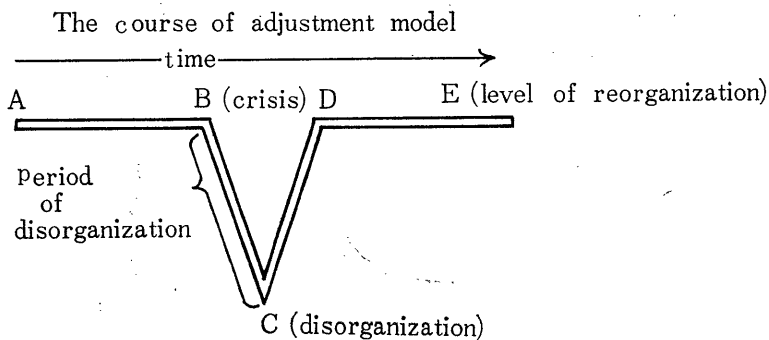 The course of adjustment model
time
A B (crisis) D E (level of reorganization)
period
of
disorganization
C (disorganization)